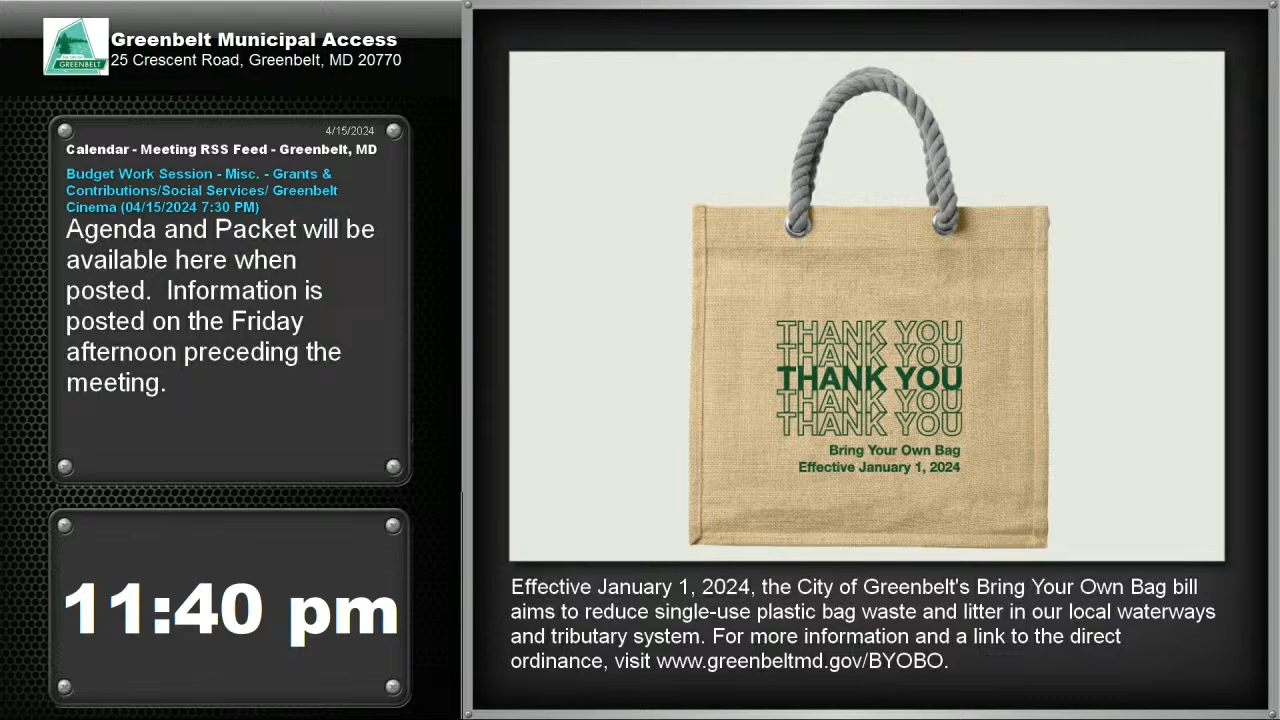 Greenbelt Municipal Access
25 Crescent Road, Greenbelt, MD 20770
THE CITY OF
GREENBELT
4/15/2024
Calendar - Meeting RSS Feed - Greenbelt, MD
Budget Work Session - Misc. - Grants &
Contributions/Social Services/ Greenbelt
Cinema (04/15/2024 7:30 PM)
Agenda and Packet will be
available here when
posted.  Information is
posted on the Friday
afternoon preceding the
meeting.
11:40 pm
THANK YOU
THANK YOU
THANK YOU
THANK YOU
THANK YOU
Bring Your Own Bag
Effective January 1, 2024
Effective January 1, 2024, the City of Greenbelt's Bring Your Own Bag bill
aims to reduce single-use plastic bag waste and litter in our local waterways
and tributary system. For more information and a link to the direct
ordinance, visit www.greenbeltmd.gov/BYOBO.